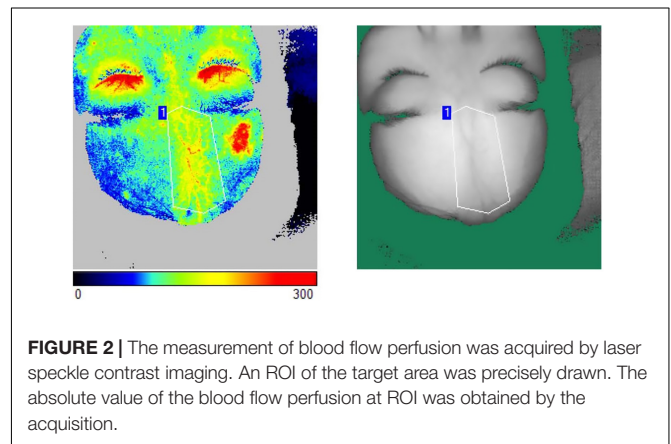 1
1
0 300
FIGURE 2 | The measurement of blood flow perfusion was acquired by laser
speckle contrast imaging. An ROI of the target area was precisely drawn. The
absolute value of the blood flow perfusion at ROI was obtained by the
acquisition.